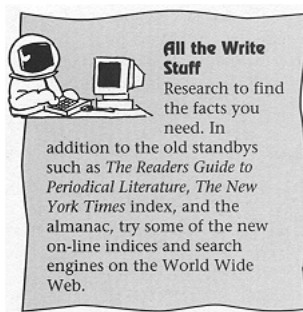 All the Write
Stuff
Research to find
the facts you
need. In
addition to the old standbys
such as The Readers Guide to
Periodical Literature, The New
York Times index, and the
almanac, try some of the new
on-line indices and search
engines on the World Wide
Web.